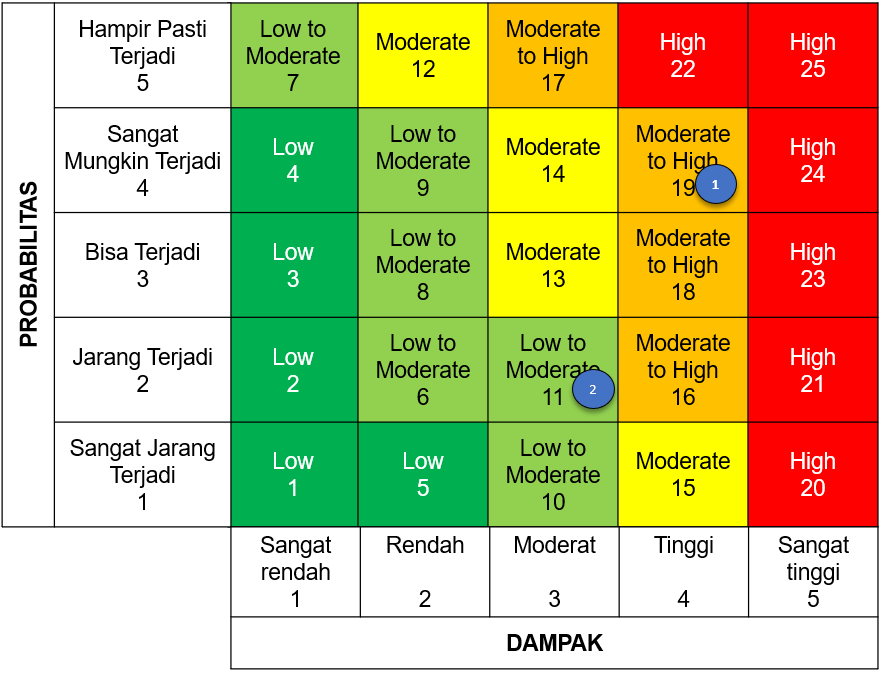 PROBABILITAS
Hampir Pasti
Terjadi
5
Low to
Moderate
7
Moderate
12
Moderate
to High
17
High
22
High
25
Sangat
Mungkin Terjadi
4
Low
4
Low to
Moderate
9
Moderate
14
Moderate
to High
19
1
High
24
Bisa Terjadi
3
Low
3
Low to
Moderate
8
Moderate
13
Moderate
to High
18
High
23
Jarang Terjadi
2
Low
2
Low to
Moderate
6
Low to
Moderate
11
2
Moderate
to High
16
High
21
Sangat Jarang
Terjadi
1
Low
1
Low
5
Low to
Moderate
10
Moderate
15
High
20
Sangat
rendah
1
Rendah
2
Moderat
3
Tinggi
4
Sangat
tinggi
5
DAMPAK